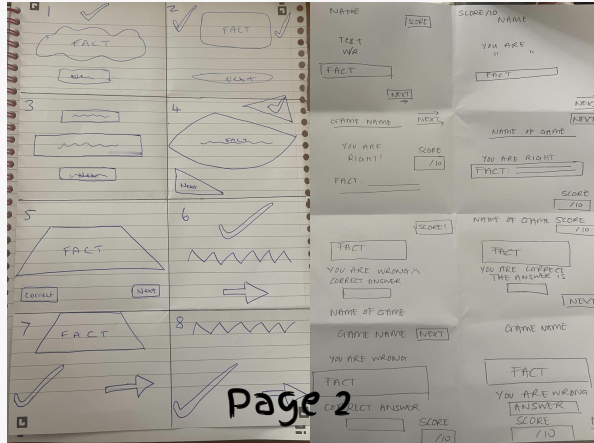 1
FACT
2
FACT
Next
3
4
FACT
Next
5
FACT
Correct
Next
6
7
FACT
8
NAME
SCORE
FACT
NEXT
SCORE/10
NAME
YOU ARE
" "
FACT
NEXT
GAME NAME
NEXT
YOU ARE
RIGHT!
SCORE
/10
FACT
NEXT
NAME OF GAME
YOU ARE RIGHT
FACT:
SCORE
/10
SCORE!
FACT
YOU ARE WRONG
CORRECT ANSWER
NAME OF GAME
NAME OF GAME SCORE
/10
FACT
YOU ARE CORRECT
THE ANSWER IS
NEXT
GAME NAME
NEXT
YOU ARE WRONG
FACT
CORRECT ANSWER
SCORE
/10
GAME NAME
FACT
YOU ARE WRONG
ANSWER
SCORE
/10
Page 2